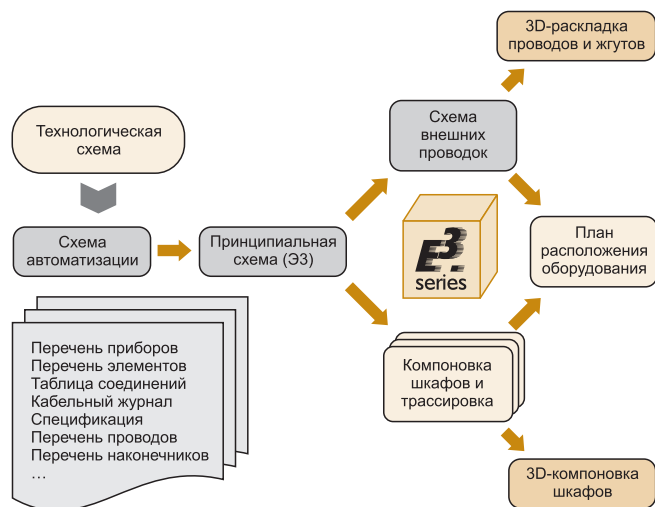 3D-раскладка
проводов и жгутов
Технологическая
схема
Схема
внешних
проводок
Схема
автоматизации
Принципиальная
схема (Э3)
E3.
series
План
расположения
оборудования
Перечень приборов
Перечень элементов
Таблица соединений
Кабельный журнал
Спецификация
Перечень проводов
Перечень наконечников
…
Компоновка
шкафов и
трассировка
3D-компоновка
шкафов